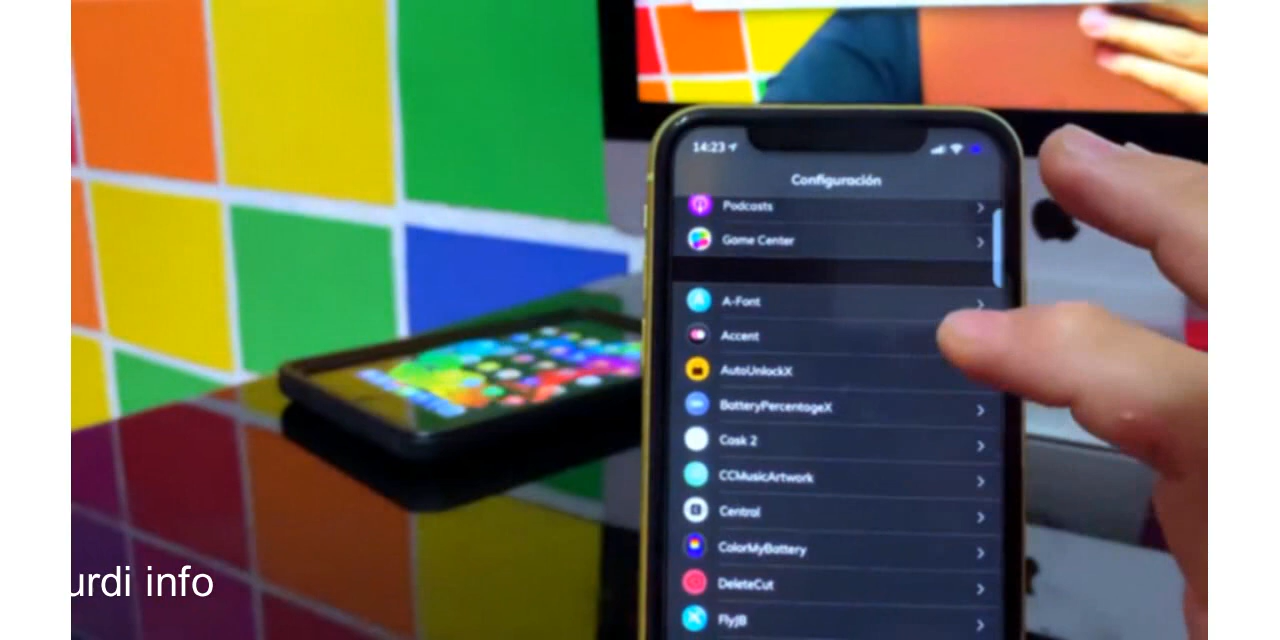 14:23
Configuración
Podcasts
Game Center
A-Font
Accent
AutoUnlockX
BatteryPercentageX
Cask 2
CCMusicArtwork
Central
ColorMyBattery
DeleteCut
FlyJB
urdi info